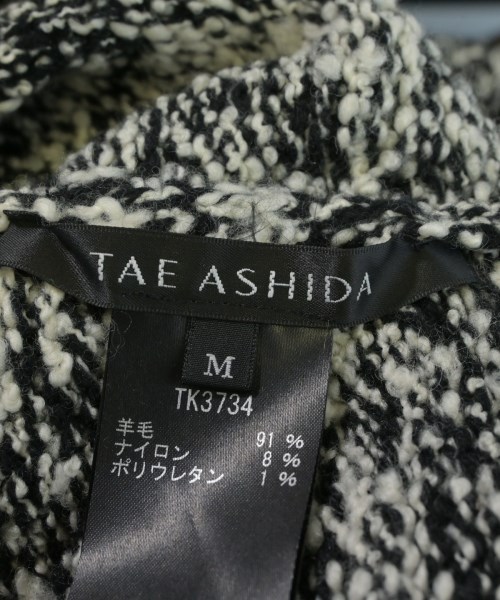 TAE ASHIDA
M
TK3734
羊毛 91 %
ナイロン 8 %
ポリウレタン 1 %